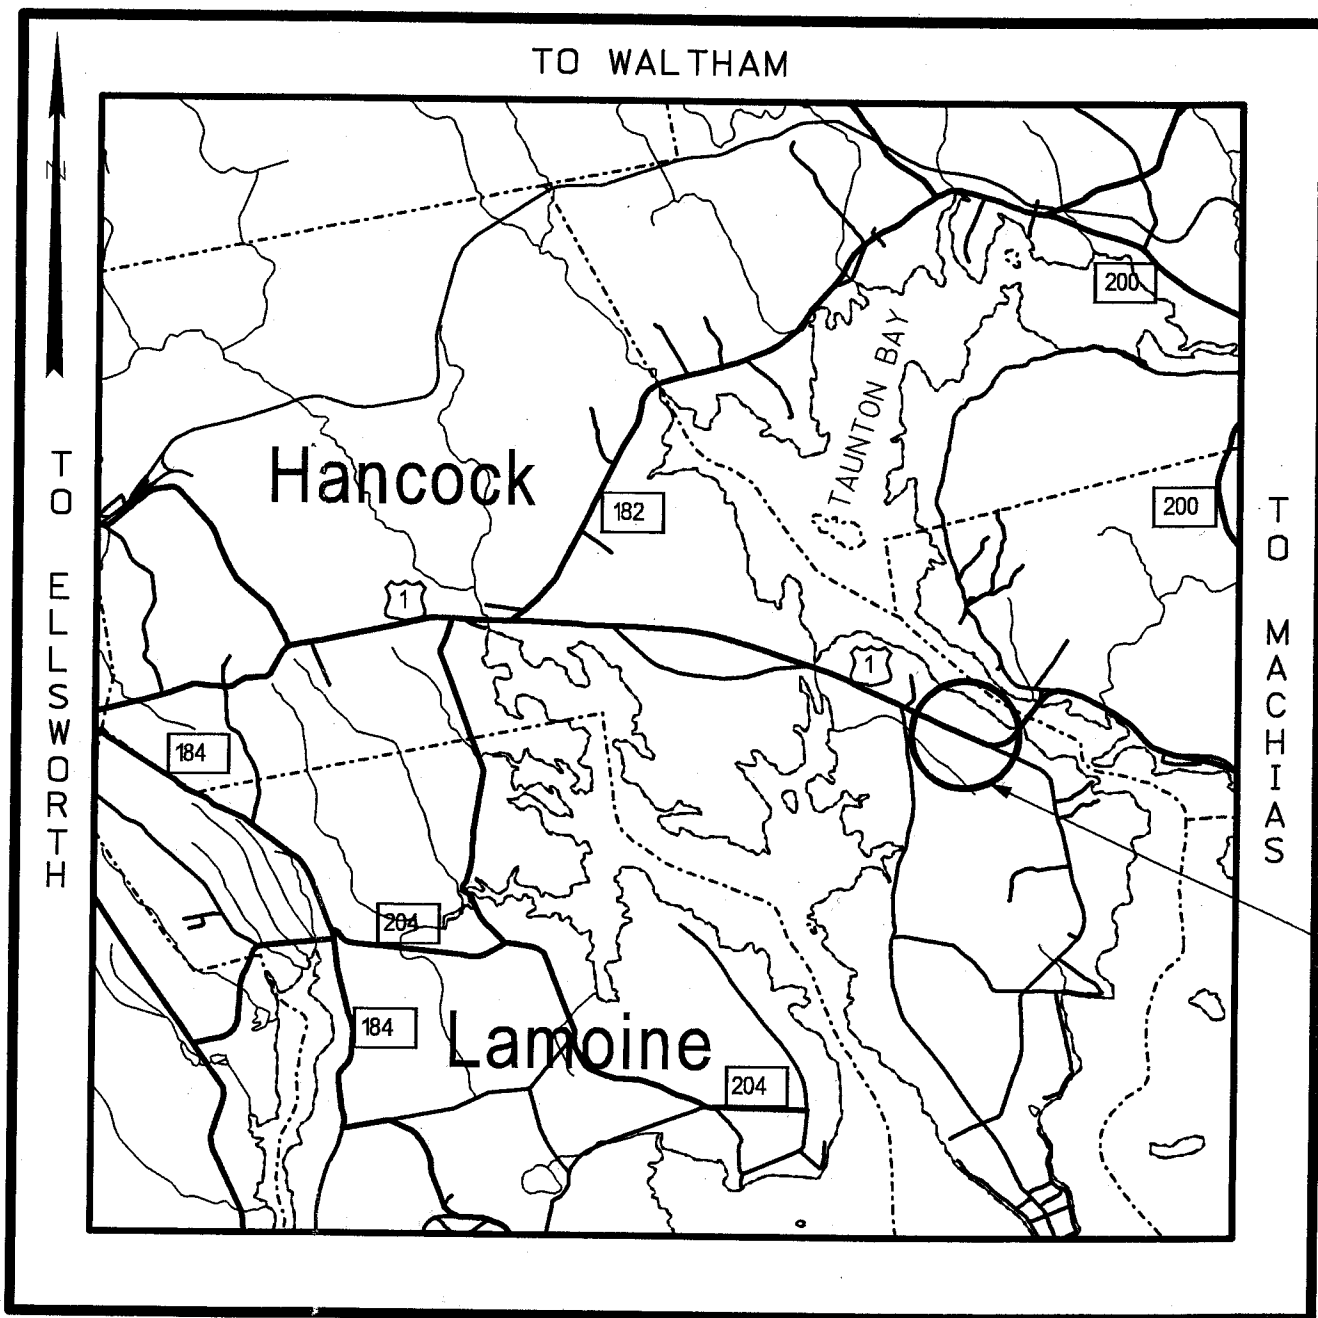 TO WALTHAM
N
200
TAUNTON BAY
TO ELLSWORTH
Hancock
182
200
TO MACHIAS
1
1
184
204
184
Lamoine
204